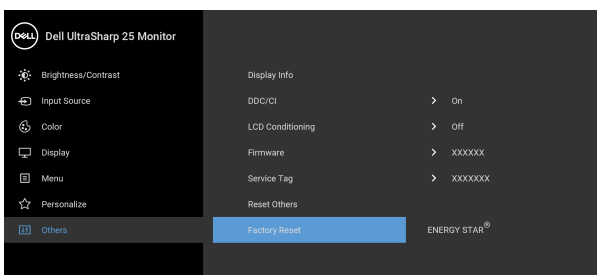 DELL Dell UltraSharp 25 Monitor
Brightness/Contrast Display Info
Input Source DDC/CI > On
Color LCD Conditioning > Off
Display Firmware > XXXXXX
Menu Service Tag > XXXXXXX
Personalize Reset Others
Others Factory Reset ENERGY STAR®